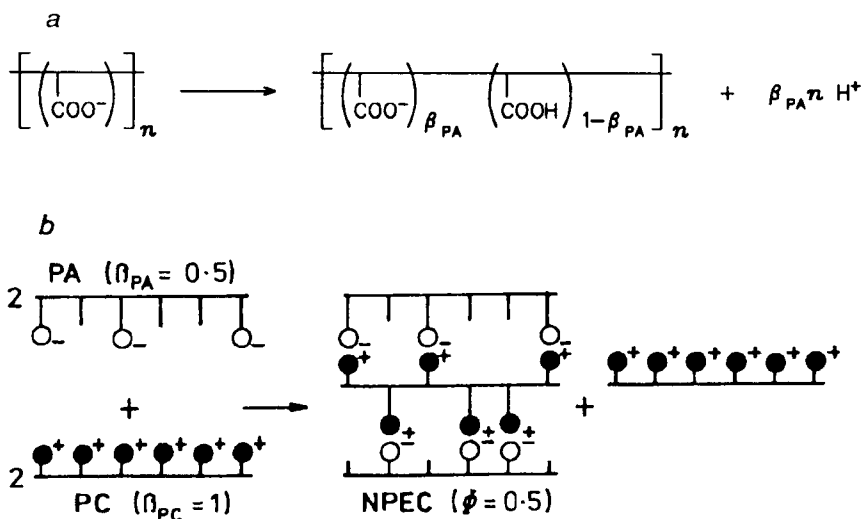 a
[(COO⁻)]n → [(COO⁻)β_PA (COOH)1−β_PA]n + β_PA n H⁺
b
2 PA (β_PA = 0·5)
+
2 PC (β_PC = 1)
NPEC (ϕ = 0·5)
+